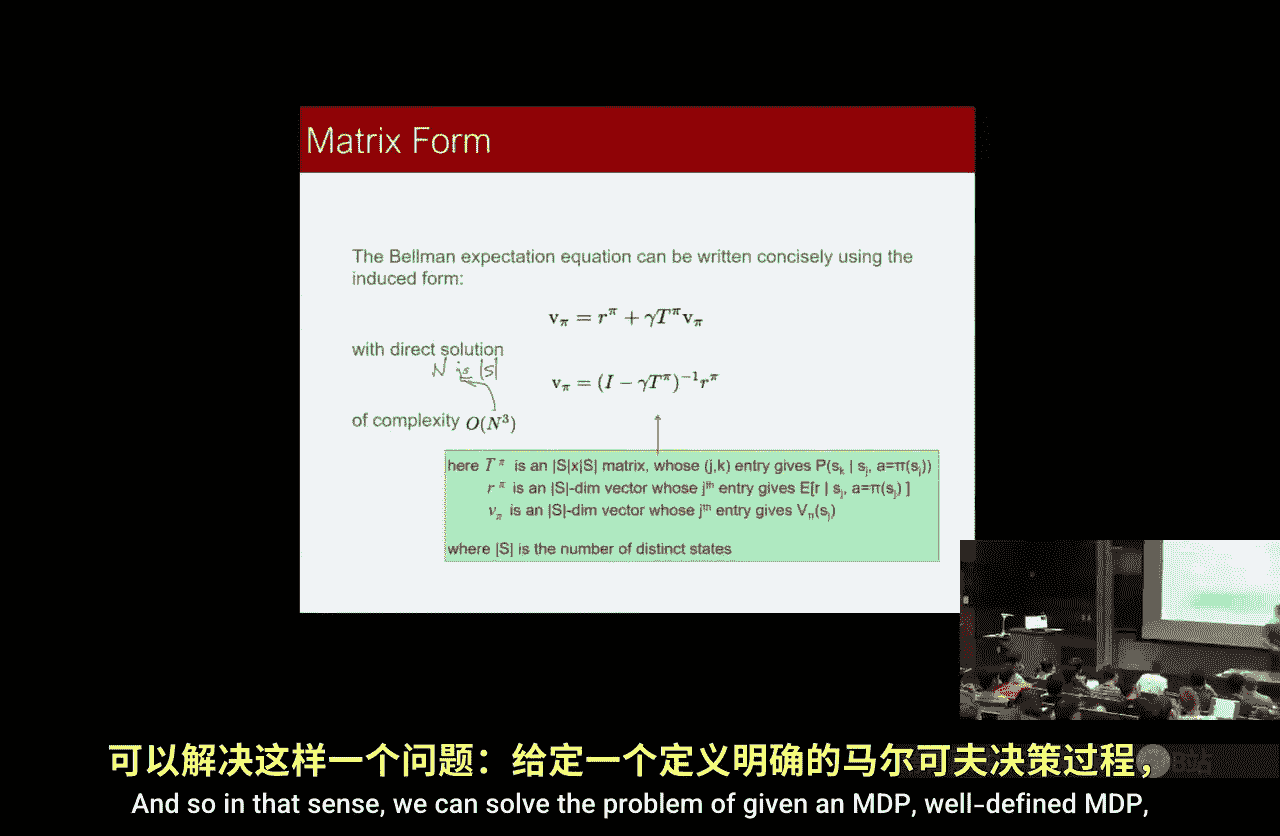 Matrix Form
The Bellman expectation equation can be written concisely using the
induced form:
v_π = r^π + γT^π v_π
with direct solution
N is |S|
v_π = (I − γT^π)^{-1} r^π
of complexity O(N³)
here T^π is an |S|x|S| matrix, whose (j,k) entry gives P(s_k | s_j, a=π(s_j))
r^π is an |S|-dim vector whose j^th entry gives E[r | s_j, a=π(s_j) ]
v_π is an |S|-dim vector whose j^th entry gives V_π(s_j)
where |S| is the number of distinct states
可以解决这样一个问题：给定一个定义明确的马尔可夫决策过程，
And so in that sense, we can solve the problem of given an MDP, well-defined MDP,